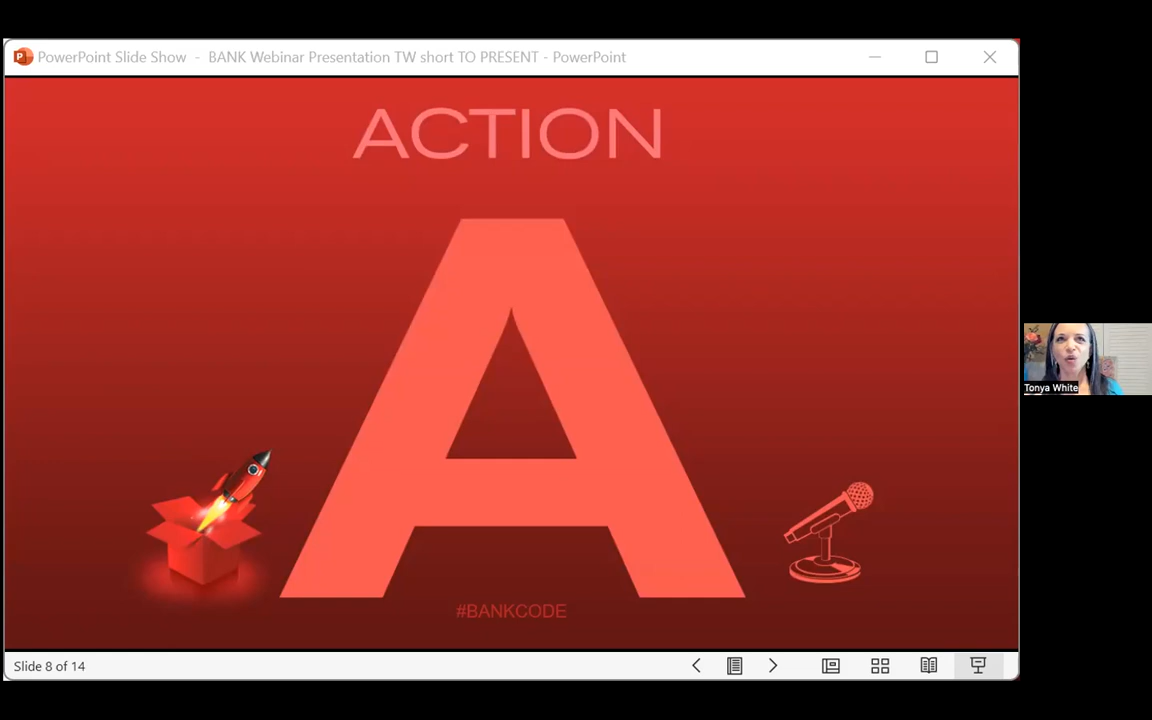 PowerPoint Slide Show - BANK Webinar Presentation TW short TO PRESENT - PowerPoint
ACTION
A
#BANKCODE
Tonya White
Slide 8 of 14